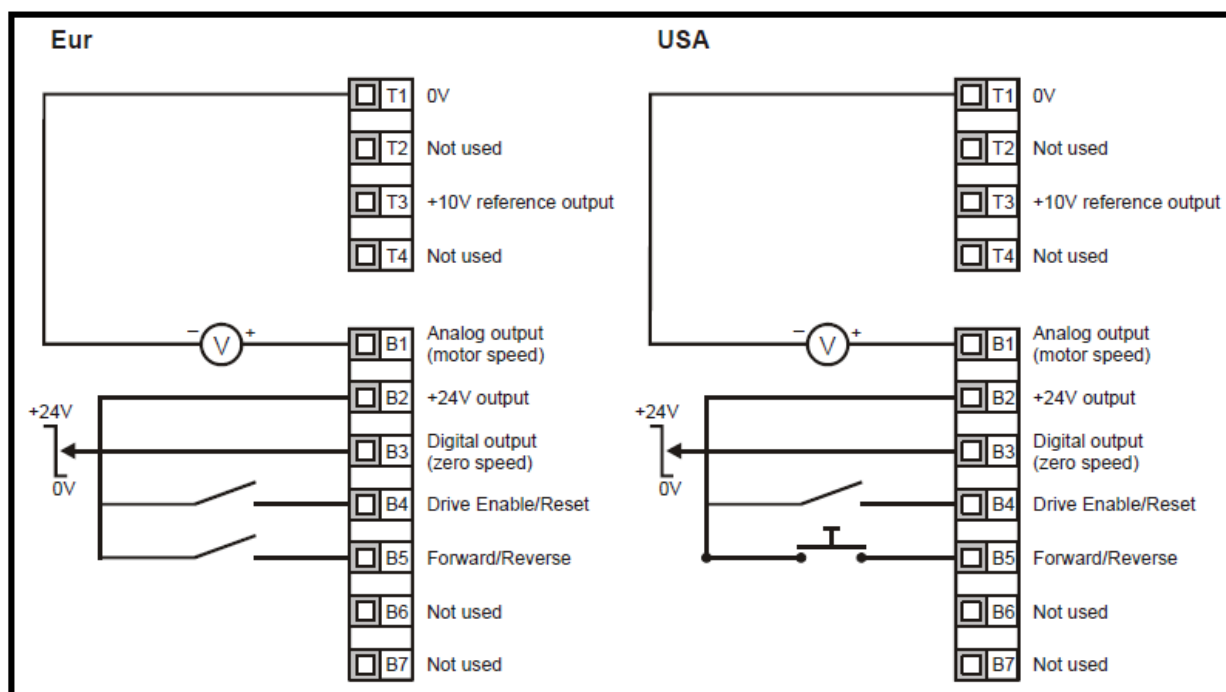 Eur
T1 0V
T2 Not used
T3 +10V reference output
T4 Not used
− V +
B1 Analog output
(motor speed)
B2 +24V output
+24V
B3 Digital output
(zero speed)
0V
B4 Drive Enable/Reset
B5 Forward/Reverse
B6 Not used
B7 Not used
USA
T1 0V
T2 Not used
T3 +10V reference output
T4 Not used
− V +
B1 Analog output
(motor speed)
B2 +24V output
+24V
B3 Digital output
(zero speed)
0V
B4 Drive Enable/Reset
B5 Forward/Reverse
B6 Not used
B7 Not used